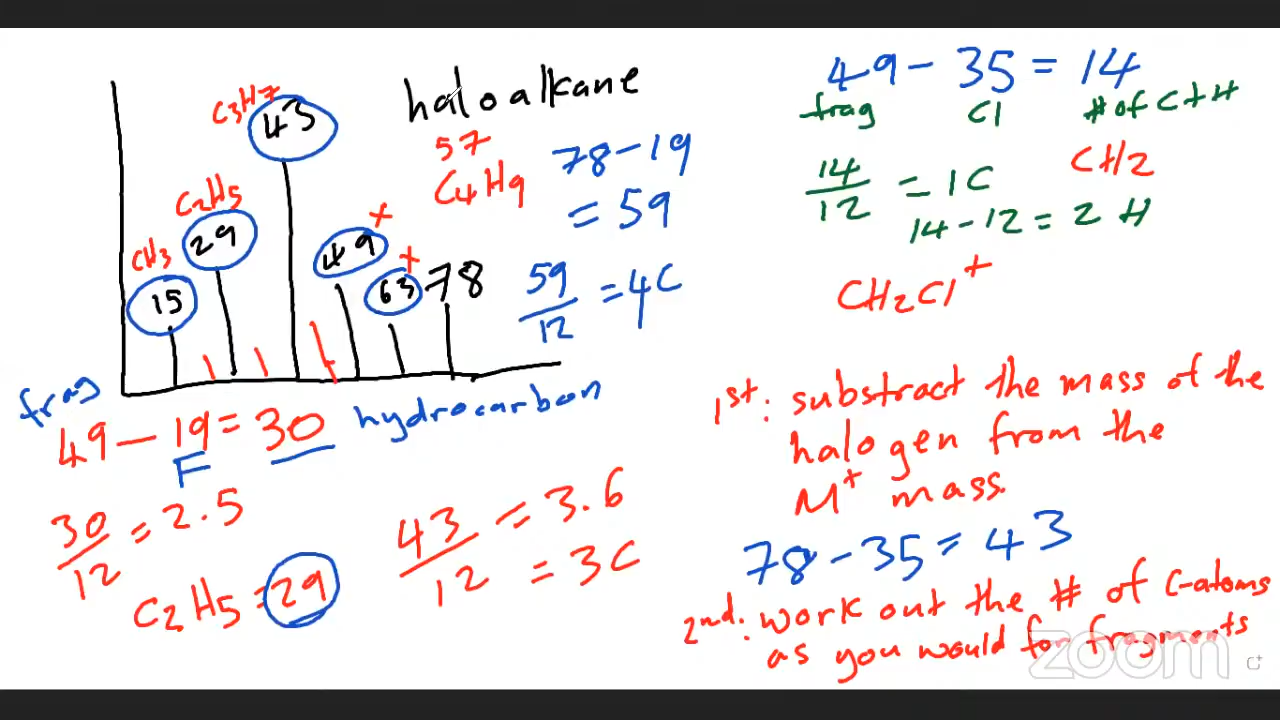 haloalkane
C3H7
43
57
C4H9
78 - 19
= 59
59/12 = 4C
C2H5
29
CH3
15
49 +
63 +
78
frag
49 - 19 = 30 hydrocarbon
F
30/12 = 2.5
C2H5 = 29
43/12 = 3.6
= 3C
49 - 35 = 14
frag Cl # of C + H
14/12 = 1C CH2
14 - 12 = 2 H
CH2Cl+
1st: substract the mass of the
halogen from the
M+ mass.
78 - 35 = 43
2nd: work out the # of C-atoms
as you would for fragments
zoom